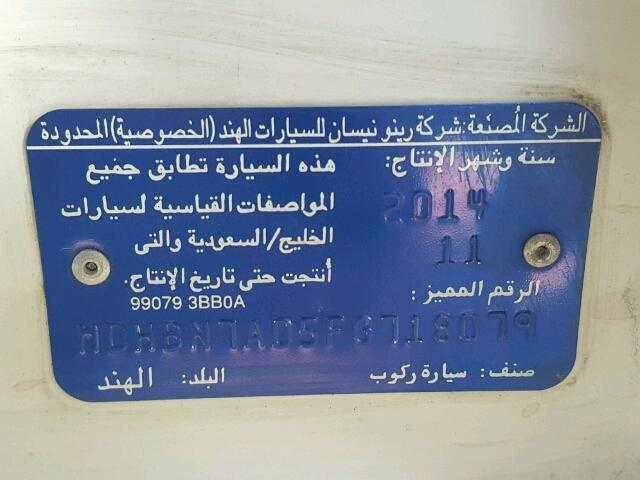 الشركة المُصنّعة: شركة رينو نيسان للسيارات الهند (الخصوصية) المحدودة
سنة وشهر الإنتاج:
2014
11
هذه السيارة تطابق جميع
المواصفات القياسية لسيارات
الخليج/السعودية والتى
أنتجت حتى تاريخ الإنتاج.
99079 3BB0A
الرقم المميز:
MDHBN7AD5FG718079
صنف: سيارة ركوب
البلد: الهند